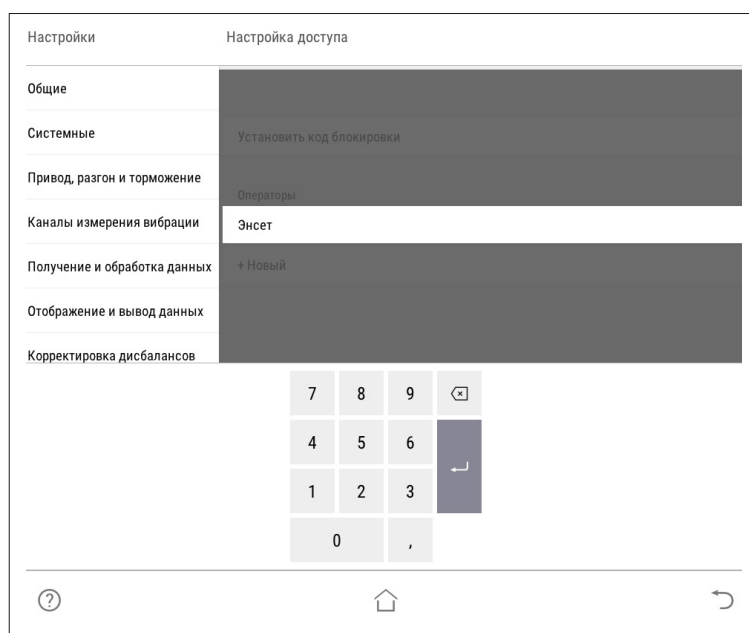 Настройки
Настройка доступа
Общие
Системные
Привод, разгон и торможение
Каналы измерения вибрации
Получение и обработка данных
Отображение и вывод данных
Корректировка дисбалансов
Установить код блокировки
Операторы
Энсет
+ Новый
7 8 9
4 5 6
1 2 3
0 ,
?